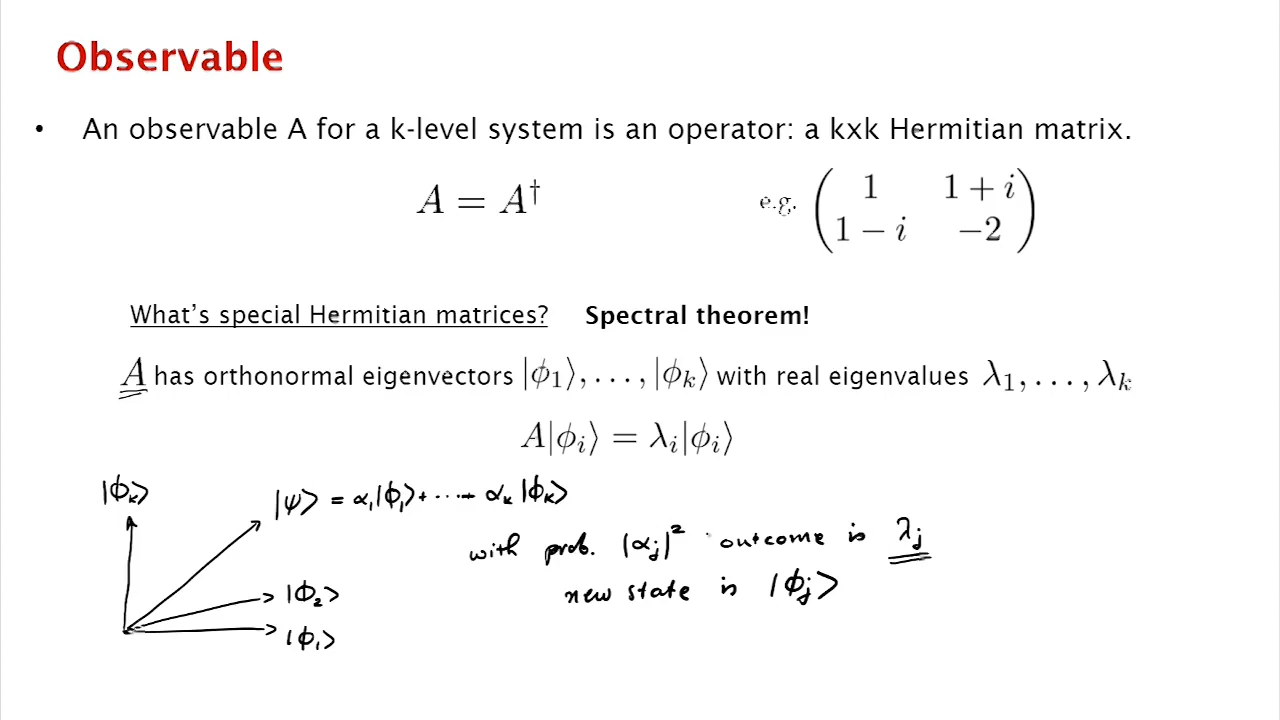 Observable
• An observable A for a k-level system is an operator: a kxk Hermitian matrix.
A = A†
e.g. ( 1 1 + i
1 − i −2 )
What's special Hermitian matrices? Spectral theorem!
A has orthonormal eigenvectors |ϕ₁⟩, . . . , |ϕₖ⟩ with real eigenvalues λ₁, . . . , λₖ
A|ϕᵢ⟩ = λᵢ|ϕᵢ⟩
|ϕₖ⟩
|ψ⟩ = α₁|ϕ₁⟩ + ··· + αₖ|ϕₖ⟩
with prob. |αⱼ|² outcome is λⱼ
new state is |ϕⱼ⟩
|ϕ₂⟩
|ϕ₁⟩